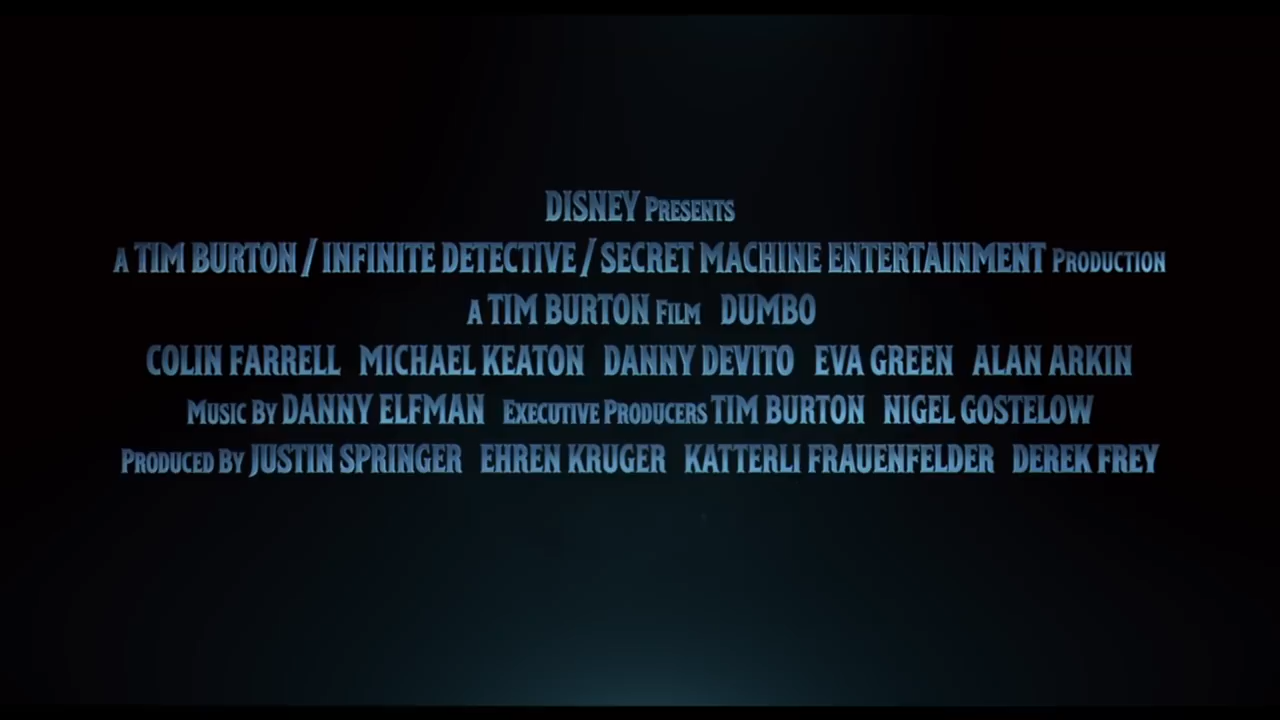 DISNEY PRESENTS
A TIM BURTON / INFINITE DETECTIVE / SECRET MACHINE ENTERTAINMENT PRODUCTION
A TIM BURTON FILM DUMBO
COLIN FARRELL MICHAEL KEATON DANNY DEVITO EVA GREEN ALAN ARKIN
MUSIC BY DANNY ELFMAN EXECUTIVE PRODUCERS TIM BURTON NIGEL GOSTELOW
PRODUCED BY JUSTIN SPRINGER EHREN KRUGER KATTERLI FRAUENFELDER DEREK FREY